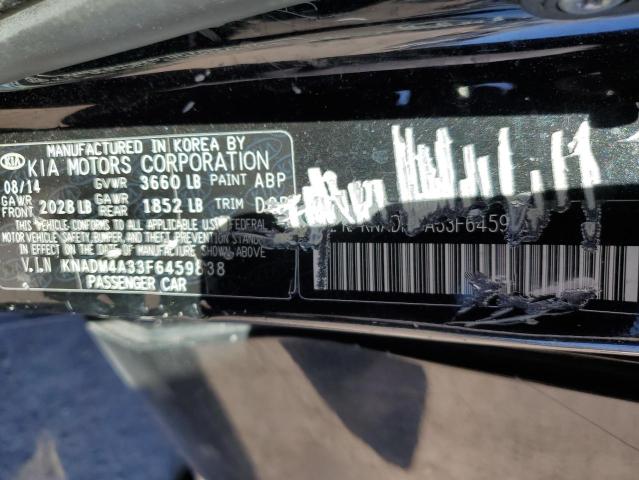 MANUFACTURED IN KOREA BY
KIA KIA MOTORS CORPORATION
08/14 GVWR 3660 LB PAINT ABP
GAWR FRONT 2028 LB GAWR REAR 1852 LB TRIM
THIS VEHICLE CONFORMS TO ALL APPLICABLE U.S. FEDERAL
MOTOR VEHICLE SAFETY, BUMPER, AND THEFT PREVENTION STANDARDS
IN EFFECT ON THE DATE OF MANUFACTURE SHOWN ABOVE.
V.I.N KNADM4A33F6459838
PASSENGER CAR